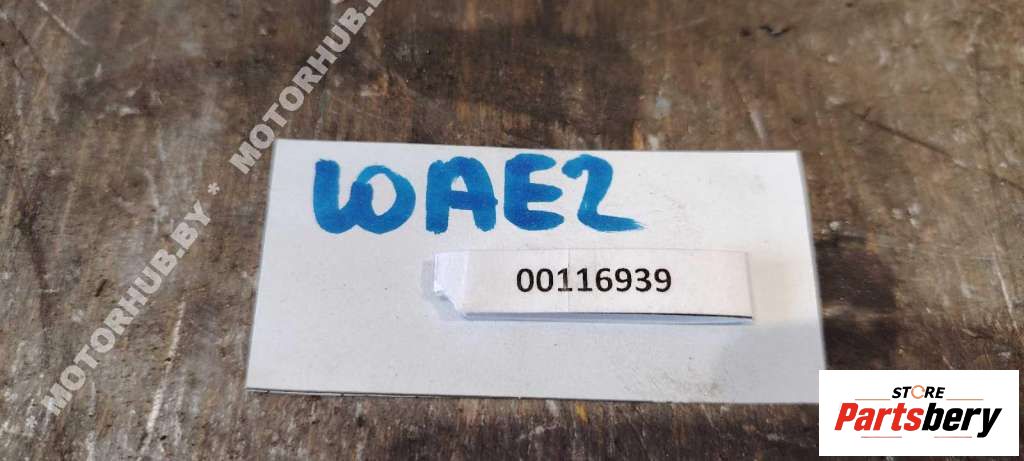 MOTORHUB.BY * MOTORHUB.BY
10AE2
00116939
STORE
Partsbery